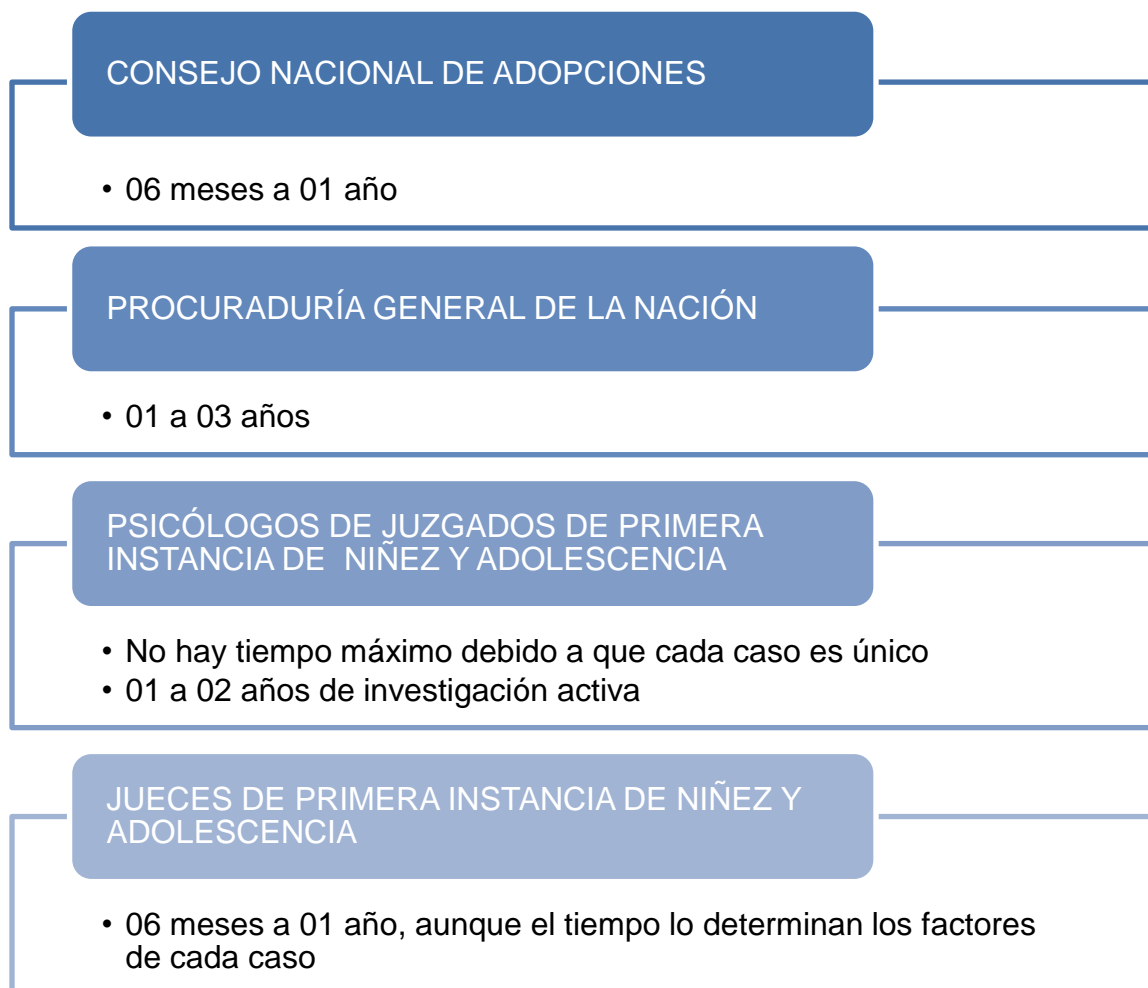 CONSEJO NACIONAL DE ADOPCIONES
• 06 meses a 01 año
PROCURADURÍA GENERAL DE LA NACIÓN
• 01 a 03 años
PSICÓLOGOS DE JUZGADOS DE PRIMERA
INSTANCIA DE  NIÑEZ Y ADOLESCENCIA
• No hay tiempo máximo debido a que cada caso es único
• 01 a 02 años de investigación activa
JUECES DE PRIMERA INSTANCIA DE NIÑEZ Y
ADOLESCENCIA
• 06 meses a 01 año, aunque el tiempo lo determinan los factores
de cada caso